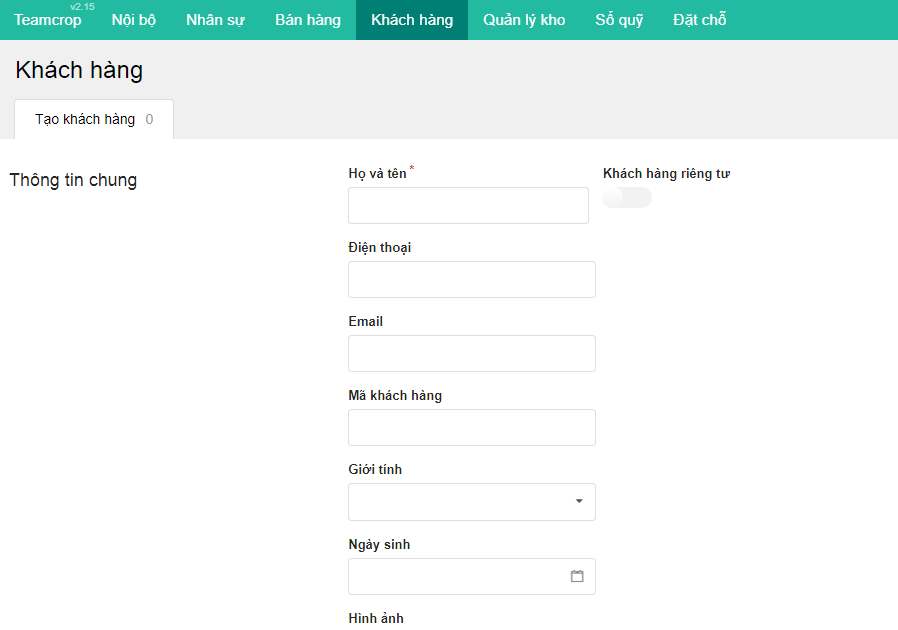 v2.15
Teamcrop Nội bộ Nhân sự Bán hàng Khách hàng Quản lý kho Sổ quỹ Đặt chỗ
Khách hàng
Tạo khách hàng 0
Thông tin chung
Họ và tên * Khách hàng riêng tư
Điện thoại
Email
Mã khách hàng
Giới tính
Ngày sinh
Hình ảnh